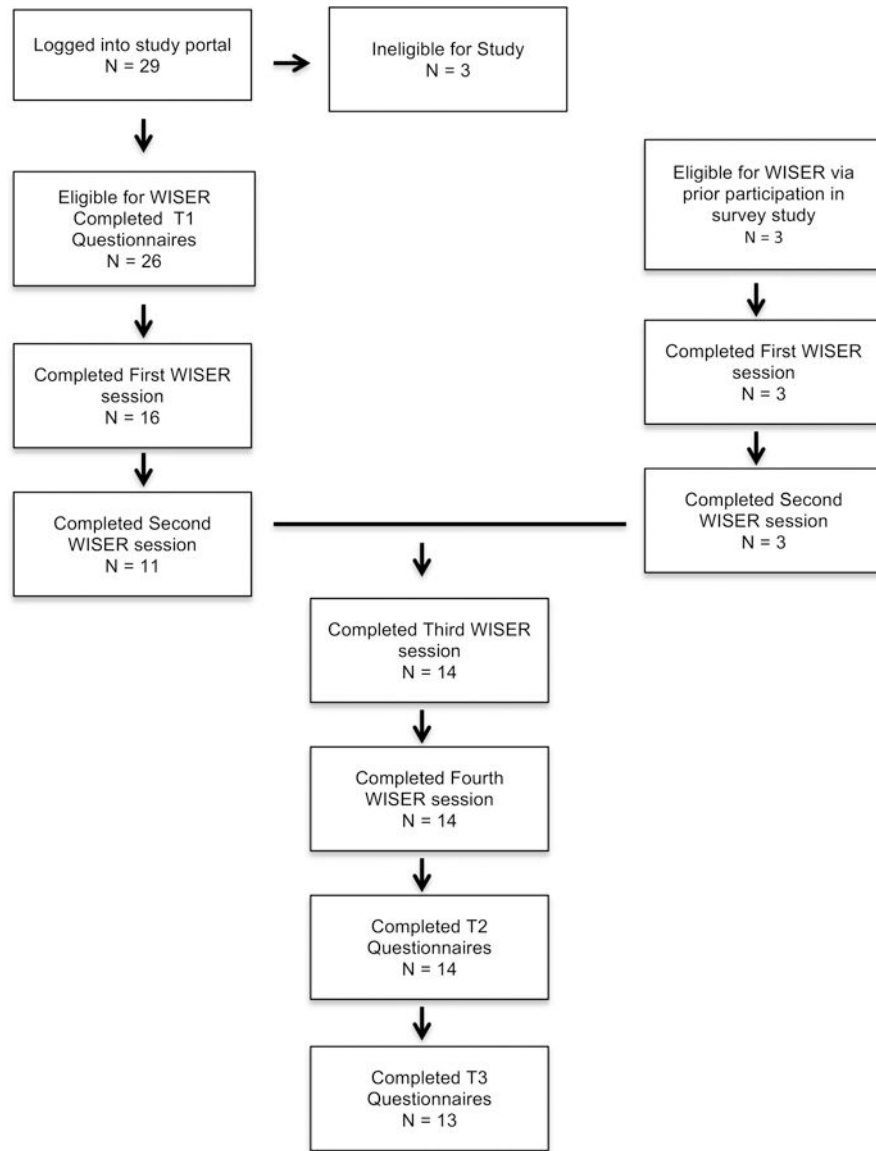 Logged into study portal
N = 29
Ineligible for Study
N = 3
Eligible for WISER
Completed T1
Questionnaires
N = 26
Eligible for WISER via
prior participation in
survey study
N = 3
Completed First WISER
session
N = 16
Completed First WISER
session
N = 3
Completed Second
WISER session
N = 11
Completed Second
WISER session
N = 3
Completed Third WISER
session
N = 14
Completed Fourth
WISER session
N = 14
Completed T2
Questionnaires
N = 14
Completed T3
Questionnaires
N = 13